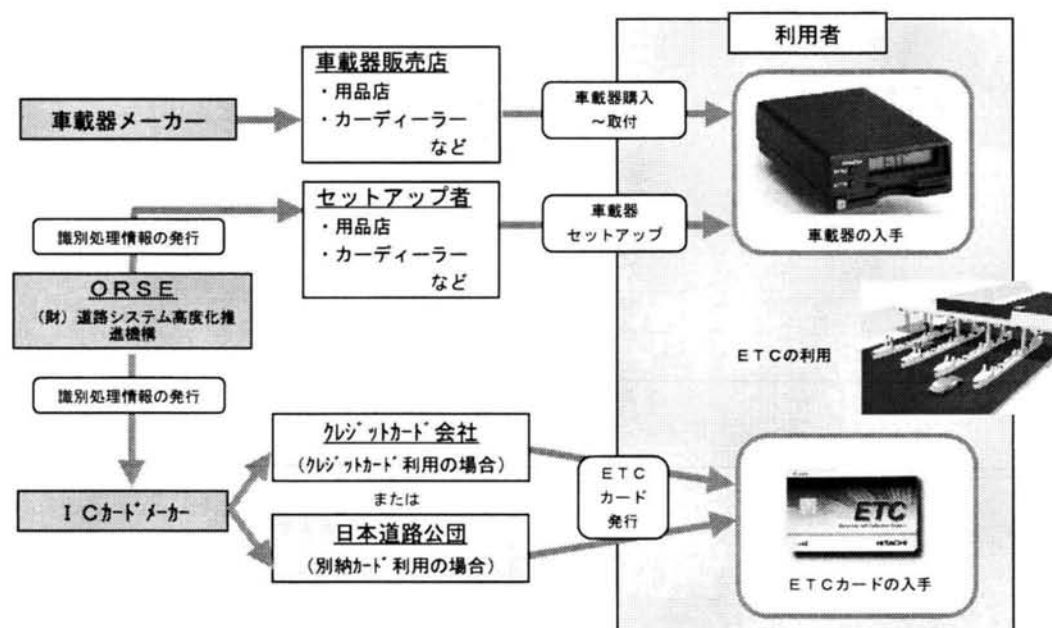 利用者
車載器販売店
・用品店
・カーディーラー
など
車載器メーカー
車載器購入
~取付
車載器の入手
セットアップ者
・用品店
・カーディーラー
など
識別処理情報の発行
車載器
セットアップ
ORSE
(財)道路システム高度化推
進機構
ETCの利用
識別処理情報の発行
クレジットカード会社
(クレジットカード利用の場合)
または
ICカードメーカー
日本道路公団
(別納カード利用の場合)
ETC
カード
発行
ETC
HITACHI
ETCカードの入手